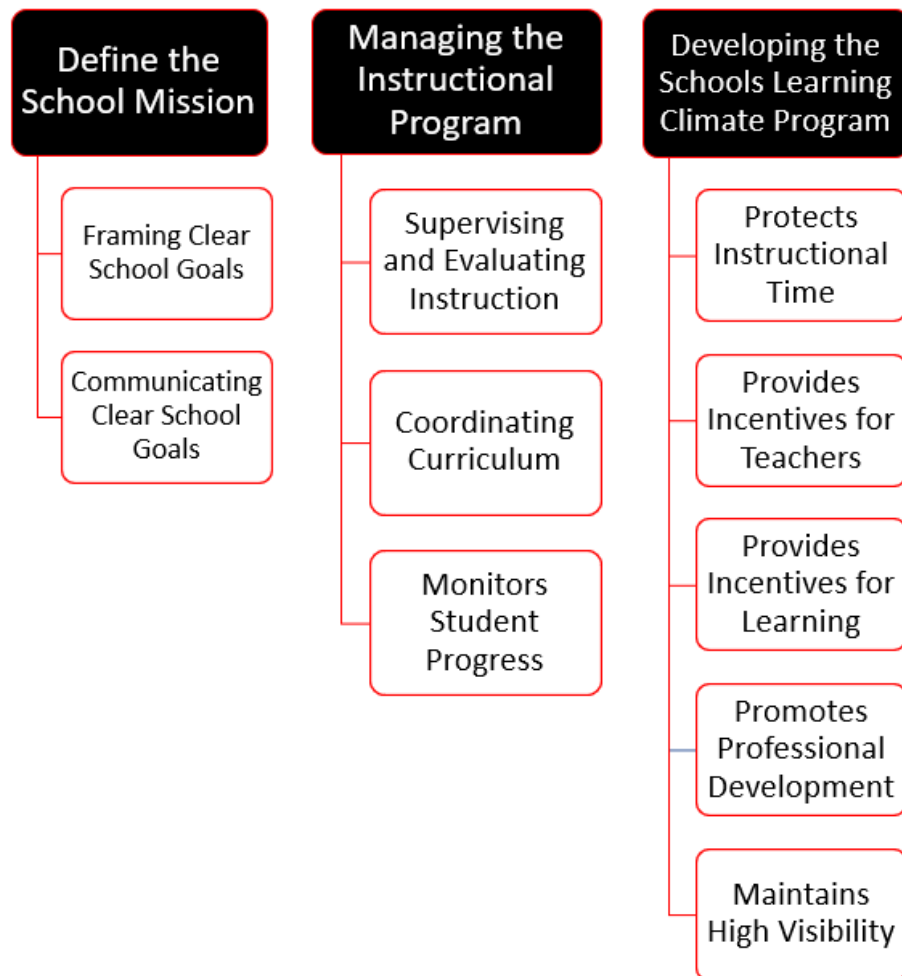 Define the
School Mission
Framing Clear
School Goals
Communicating
Clear School
Goals
Managing the
Instructional
Program
Supervising
and Evaluating
Instruction
Coordinating
Curriculum
Monitors
Student
Progress
Developing the
Schools Learning
Climate Program
Protects
Instructional
Time
Provides
Incentives for
Teachers
Provides
Incentives for
Learning
Promotes
Professional
Development
Maintains
High Visibility